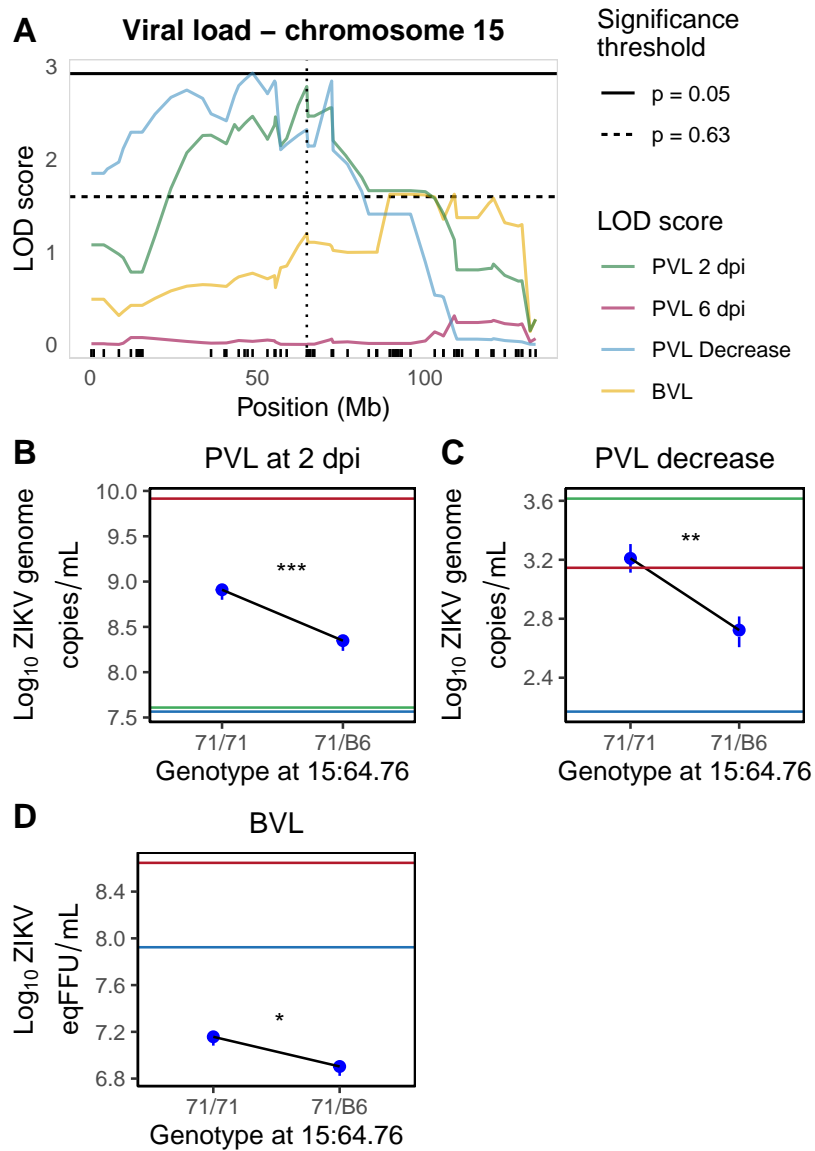 A
Viral load – chromosome 15
LOD score
3
2
1
0
0 50 100
Position (Mb)
Significance
threshold
p = 0.05
p = 0.63
LOD score
PVL 2 dpi
PVL 6 dpi
PVL Decrease
BVL
B
PVL at 2 dpi
Log₁₀ ZIKV genome
copies/mL
10.0
9.5
9.0
8.5
8.0
7.5
***
71/71 71/B6
Genotype at 15:64.76
C
PVL decrease
Log₁₀ ZIKV genome
copies/mL
3.6
3.2
2.8
2.4
**
71/71 71/B6
Genotype at 15:64.76
D
BVL
Log₁₀ ZIKV
eqFFU/mL
8.4
8.0
7.6
7.2
6.8
*
71/71 71/B6
Genotype at 15:64.76